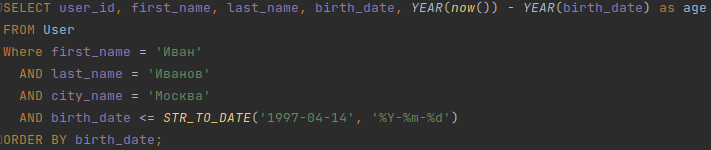 SELECT user_id, first_name, last_name, birth_date, YEAR(now()) - YEAR(birth_date) as age
FROM User
Where first_name = 'Иван'
AND last_name = 'Иванов'
AND city_name = 'Москва'
AND birth_date <= STR_TO_DATE('1997-04-14', '%Y-%m-%d')
ORDER BY birth_date;